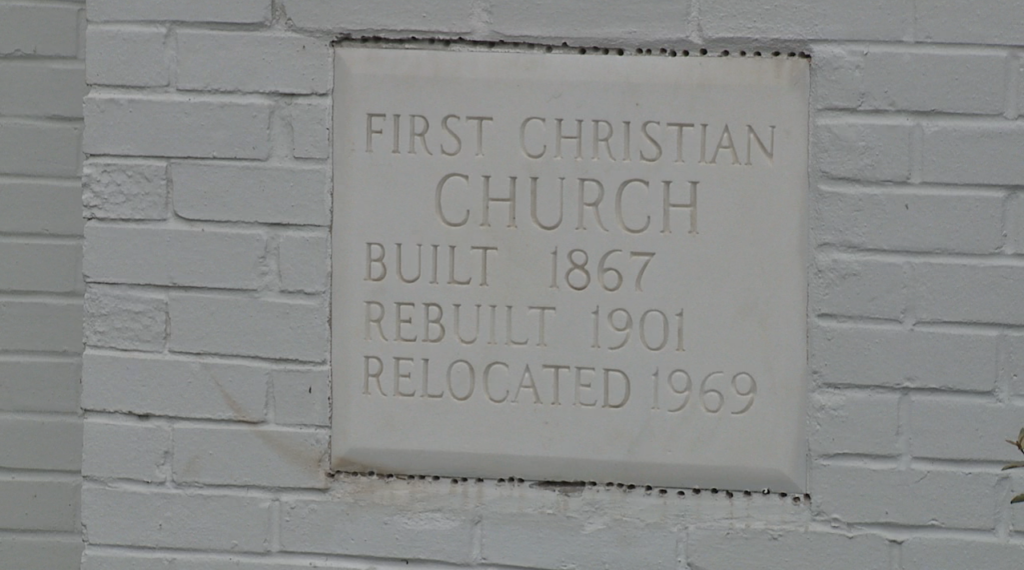 FIRST CHRISTIAN
CHURCH
BUILT 1867
REBUILT 1901
RELOCATED 1969